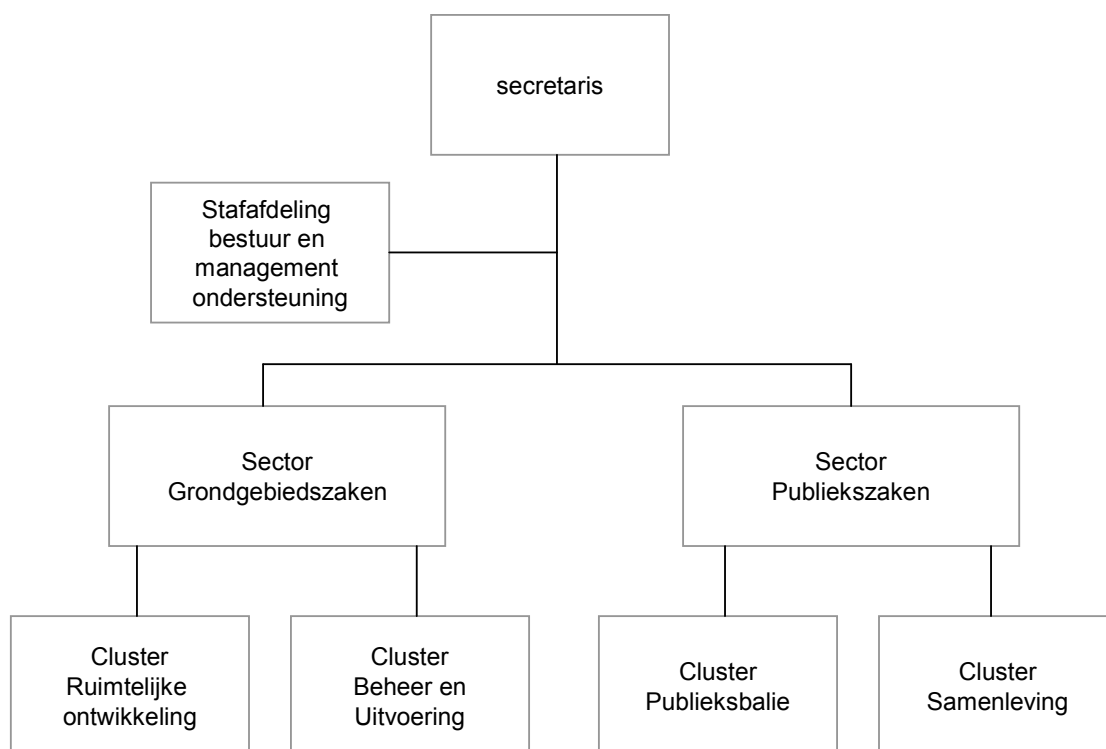 secretaris
Stafafdeling
bestuur en
management
ondersteuning
Sector
Grondgebiedszaken
Sector
Publiekszaken
Cluster
Ruimtelijke
ontwikkeling
Cluster
Beheer en
Uitvoering
Cluster
Publieksbalie
Cluster
Samenleving